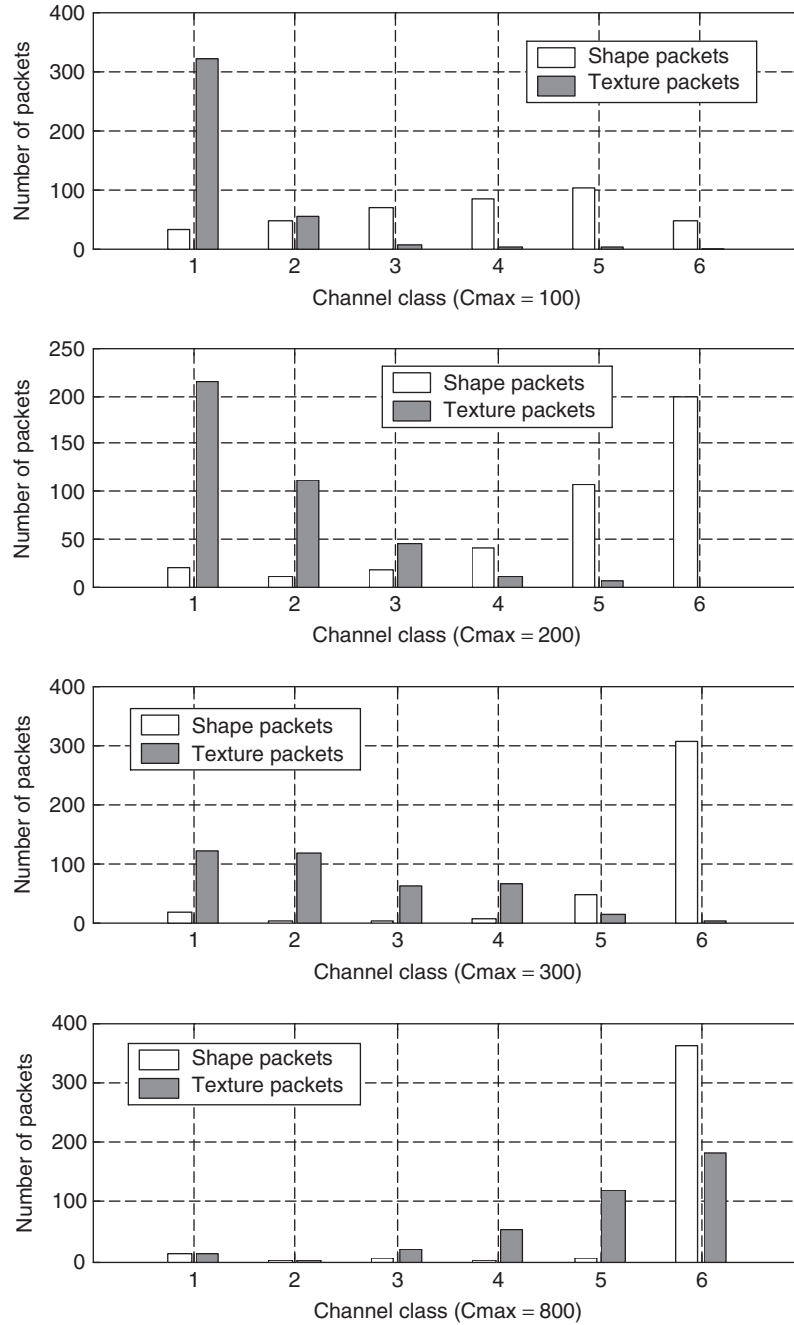 400
300
200
100
0
Number of packets
Shape packets
Texture packets
1 2 3 4 5 6
Channel class (Cmax = 100)
250
200
150
100
50
0
Number of packets
Shape packets
Texture packets
1 2 3 4 5 6
Channel class (Cmax = 200)
400
300
200
100
0
Number of packets
Shape packets
Texture packets
1 2 3 4 5 6
Channel class (Cmax = 300)
400
300
200
100
0
Number of packets
Shape packets
Texture packets
1 2 3 4 5 6
Channel class (Cmax = 800)